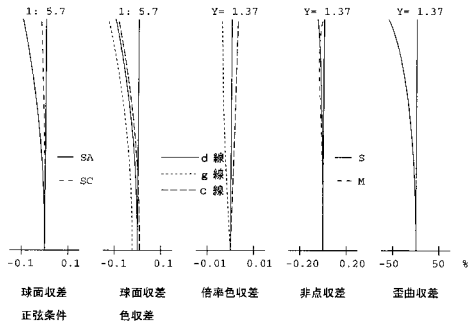 1: 5.7 1: 5.7 Y= 1.37 Y= 1.37 Y= 1.37
SA
SC
d 線
g 線
C 線
S
M
-0.1 0.1 -0.1 0.1 -0.01 0.01 -0.20 0.20 -50 50 %
球面収差 球面収差 倍率色収差 非点収差 歪曲収差
正弦条件 色収差